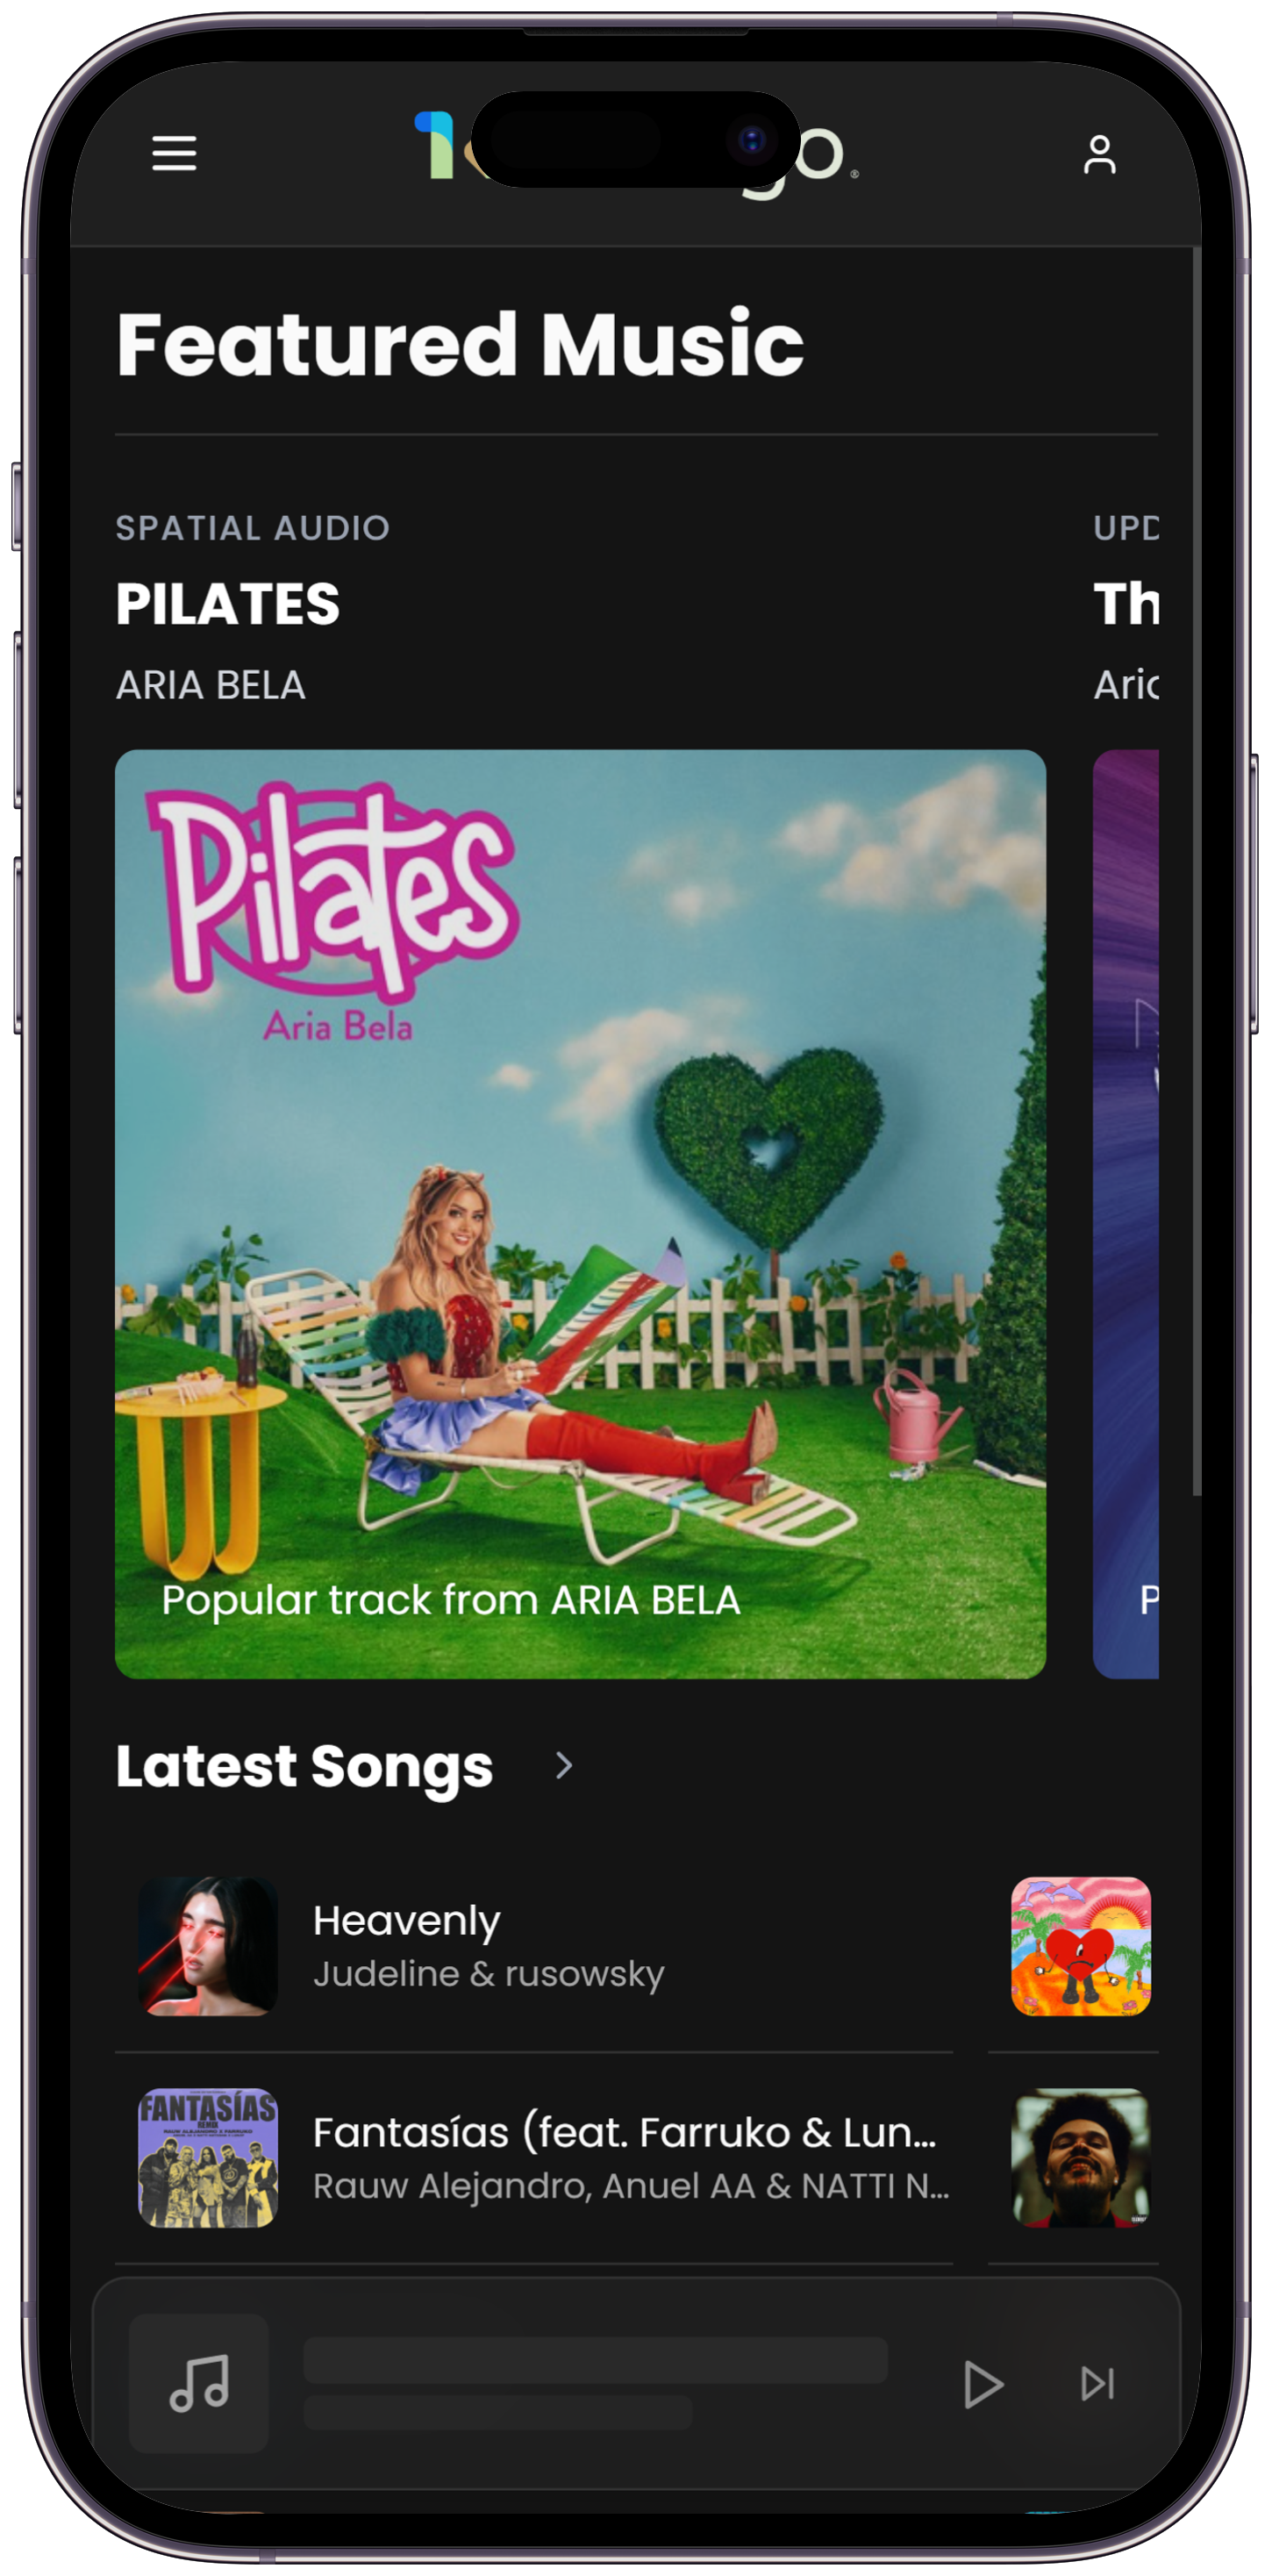 Featured Music
SPATIAL AUDIO
PILATES
ARIA BELA
UPD
Th
Pilates
Aria Bela
Popular track from ARIA BELA
P
Latest Songs
Heavenly
Judeline & rusowsky
FANTASÍAS
REMIX
Fantasías (feat. Farruko & Lun...
Rauw Alejandro, Anuel AA & NATTI N...